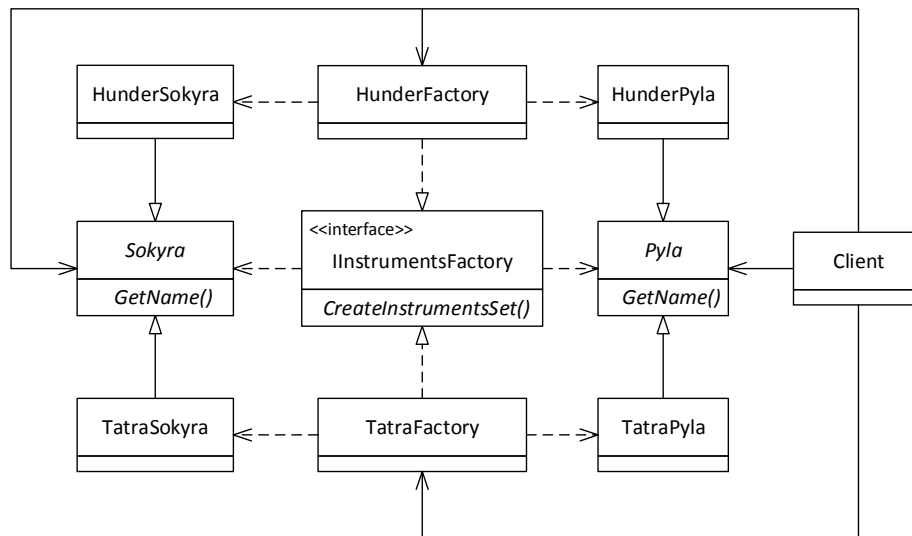 HunderSokyra
HunderFactory
HunderPyla
Sokyra
GetName()
<<interface>>
IInstrumentsFactory
CreateInstrumentsSet()
Pyla
GetName()
Client
TatraSokyra
TatraFactory
TatraPyla